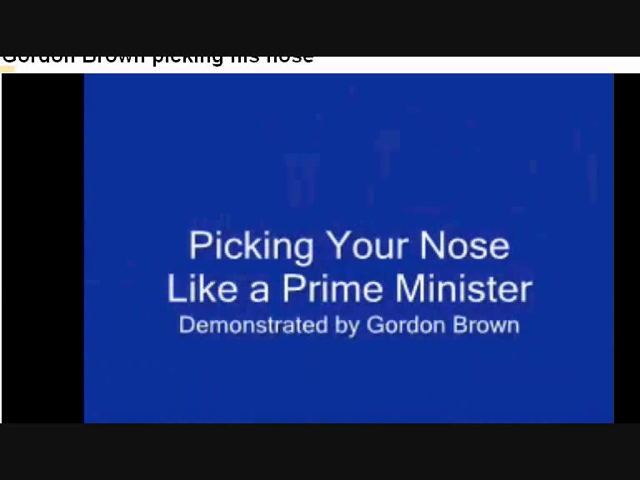 Gordon Brown picking his nose
Picking Your Nose
Like a Prime Minister
Demonstrated by Gordon Brown